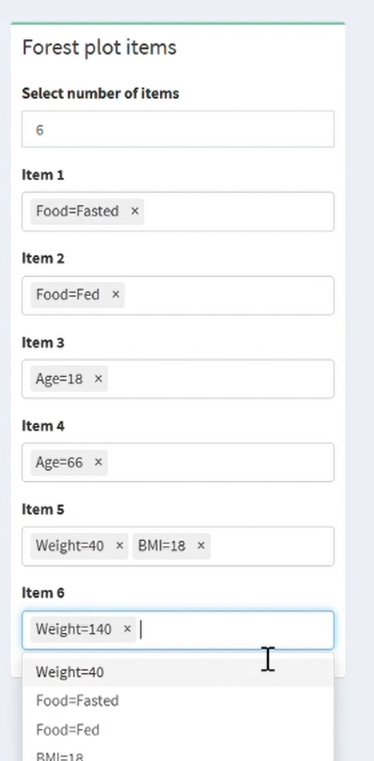 Forest plot items
Select number of items
6
Item 1
Food=Fasted ×
Item 2
Food=Fed ×
Item 3
Age=18 ×
Item 4
Age=66 ×
Item 5
Weight=40 × BMI=18 ×
Item 6
Weight=140 ×
Weight=40
Food=Fasted
Food=Fed
BMI=18